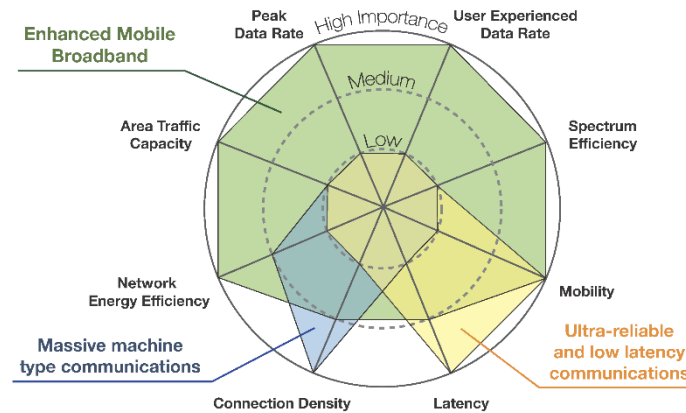 Peak
Data Rate
High Importance
User Experienced
Data Rate
Enhanced Mobile
Broadband
Medium
Area Traffic
Capacity
Low
Spectrum
Efficiency
Network
Energy Efficiency
Mobility
Massive machine
type communications
Ultra-reliable
and low latency
communications
Connection Density
Latency